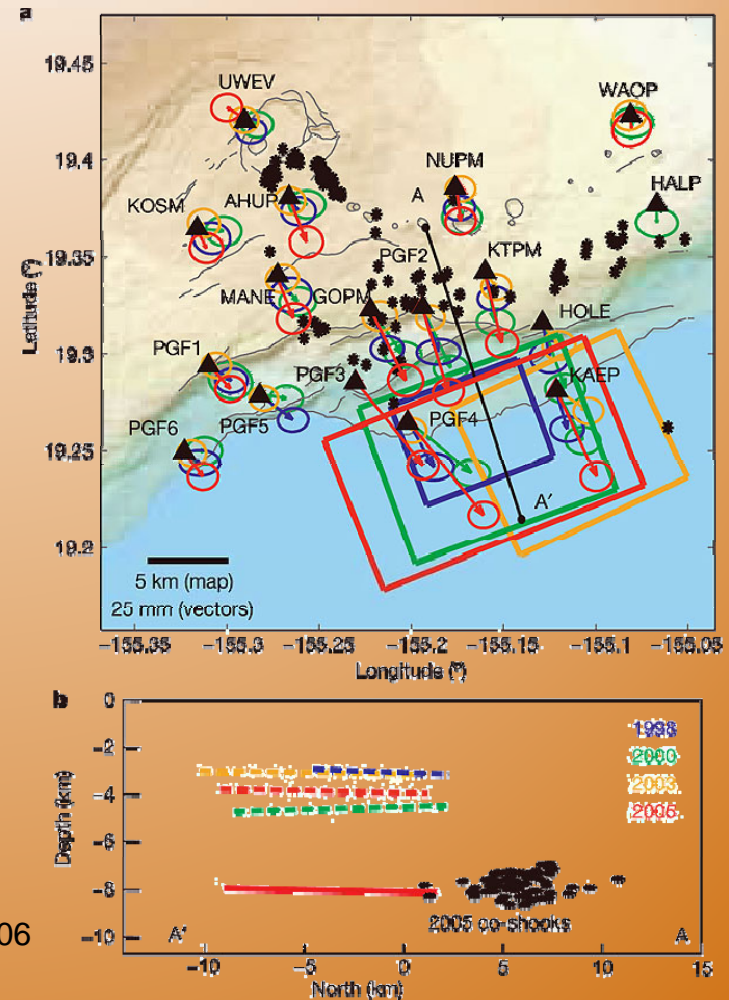 a
19.45
19.4
19.35
19.3
19.25
19.2
Latitude (°)
UWEV
WAOP
NUPM
HALP
KOSM
AHUP
A
PGF2
KTPM
MANE
GOPM
HOLE
PGF1
PGF3
KAEP
PGF6
PGF5
PGF4
A′
5 km (map)
25 mm (vectors)
−155.35
−155.3
−155.25
−155.2
−155.15
−155.1
−155.05
Longitude (°)
b
0
−2
−4
−6
−8
−10
Depth (km)
1998
2000
2005
2005 co-shocks
A′
A
−10
−5
0
5
10
15
North (km)
06